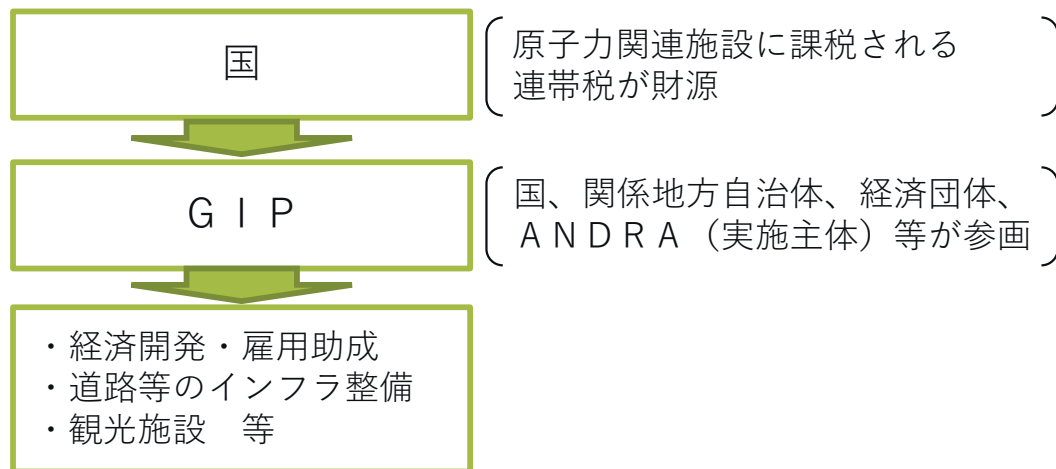 国
原子力関連施設に課税される
連帯税が財源
ＧＩＰ
国、関係地方自治体、経済団体、
ＡＮＤＲＡ（実施主体）等が参画
・経済開発・雇用助成
・道路等のインフラ整備
・観光施設　等